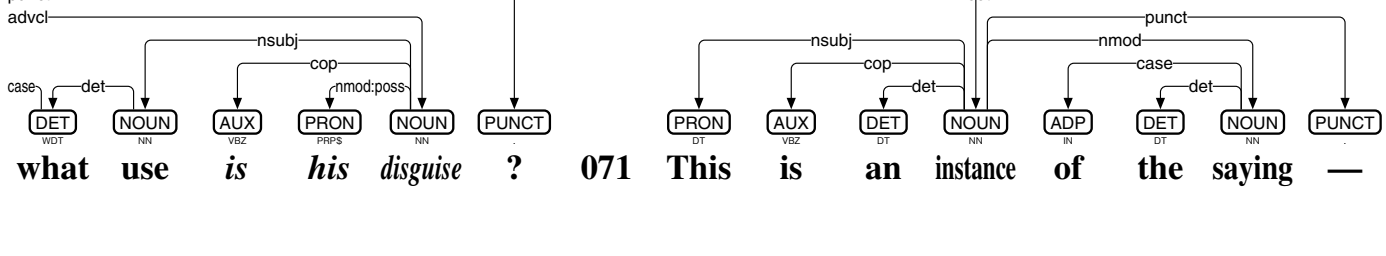 advcl punct
nsubj nsubj nmod
cop cop case
case det nmod:poss det det
DET NOUN AUX PRON NOUN PUNCT PRON AUX DET NOUN ADP DET NOUN PUNCT
WDT NN VBZ PRP$ NN . DT VBZ DT NN IN DT NN .
what use is his disguise ? 071 This is an instance of the saying —